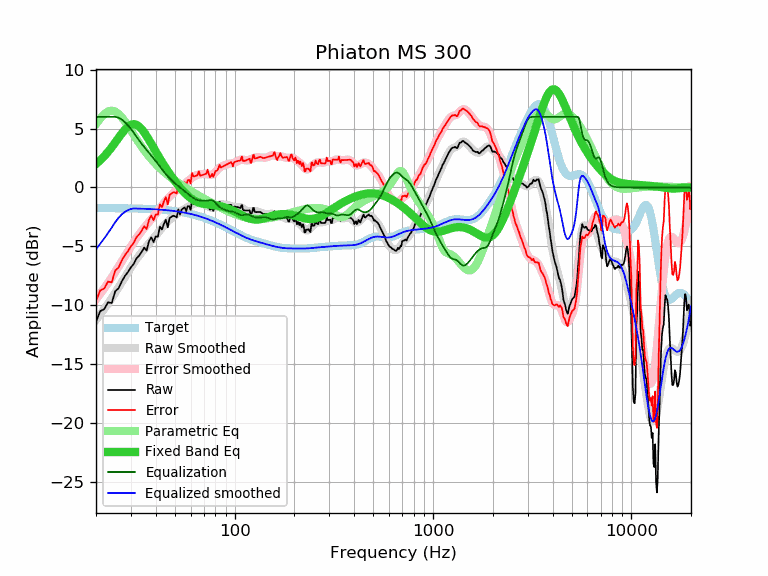 Phiaton MS 300
10
5
0
−5
−10
−15
−20
−25
Amplitude (dBr)
Target
Raw Smoothed
Error Smoothed
Raw
Error
Parametric Eq
Fixed Band Eq
Equalization
Equalized smoothed
100
1000
10000
Frequency (Hz)